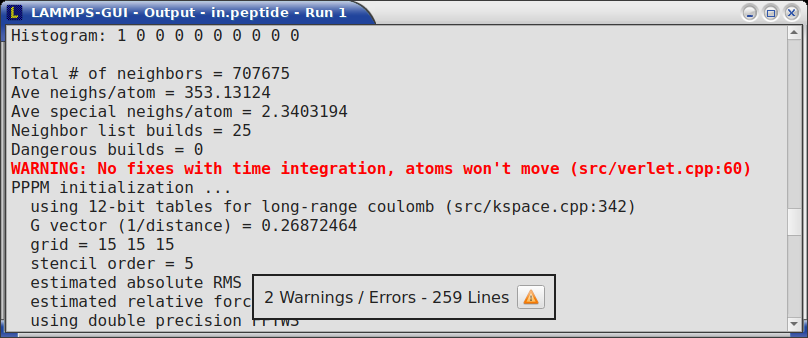 LAMMPS-GUI - Output - in.peptide - Run 1
Histogram: 1 0 0 0 0 0 0 0 0 0
Total # of neighbors = 707675
Ave neighs/atom = 353.13124
Ave special neighs/atom = 2.3403194
Neighbor list builds = 25
Dangerous builds = 0
WARNING: No fixes with time integration, atoms won't move (src/verlet.cpp:60)
PPPM initialization ...
using 12-bit tables for long-range coulomb (src/kspace.cpp:342)
G vector (1/distance) = 0.26872464
grid = 15 15 15
stencil order = 5
estimated absolute RMS
estimated relative forc
using double precision
2 Warnings / Errors - 259 Lines